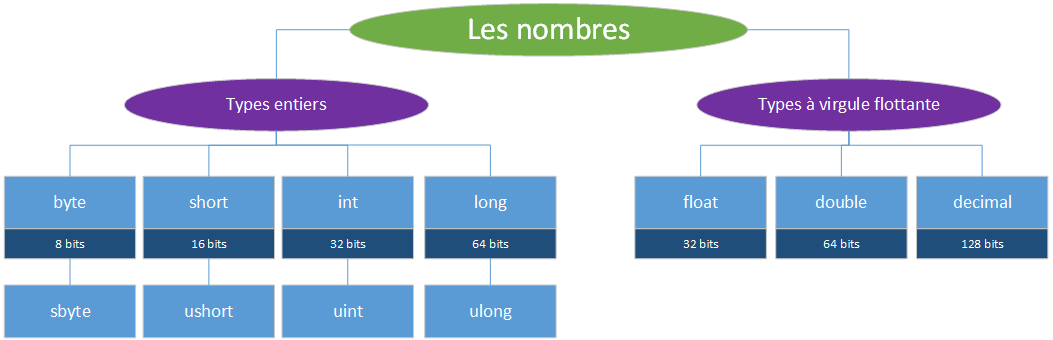 Les nombres
Types entiers
Types à virgule flottante
byte
short
int
long
float
double
decimal
8 bits
16 bits
32 bits
64 bits
32 bits
64 bits
128 bits
sbyte
ushort
uint
ulong